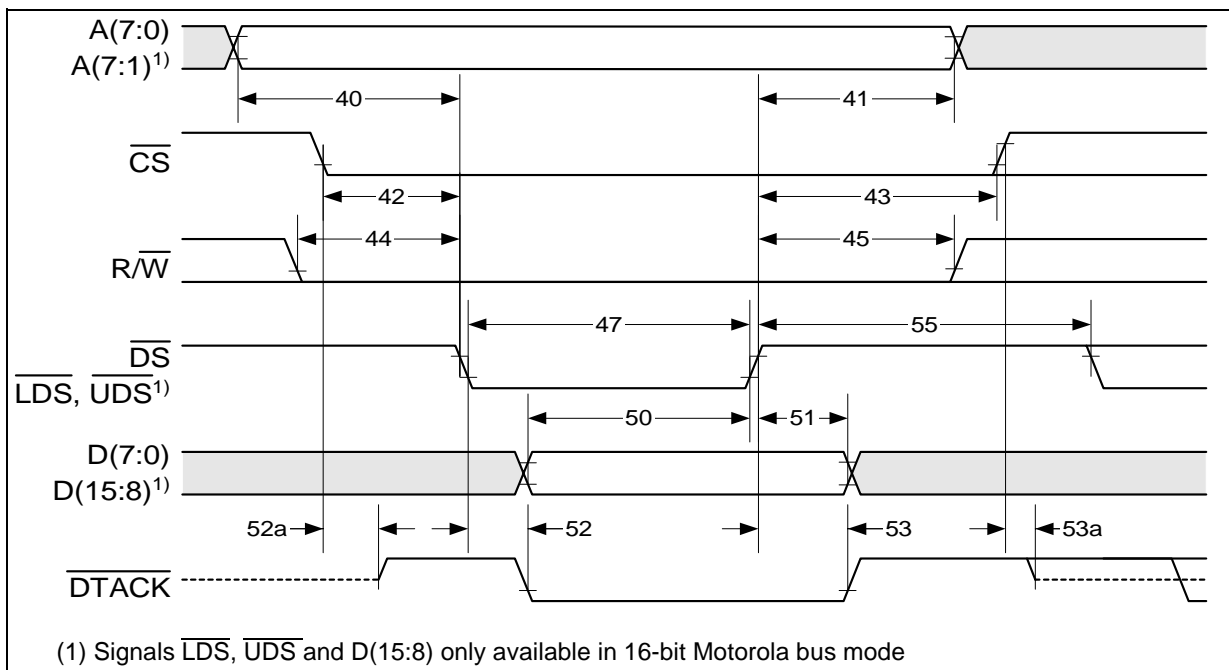 A(7:0)
A(7:1)1)
40
41
CS
42
43
44
45
R/W
47
55
DS
LDS, UDS1)
50
51
D(7:0)
D(15:8)1)
52a
52
53
53a
DTACK
(1) Signals LDS, UDS and D(15:8) only available in 16-bit Motorola bus mode